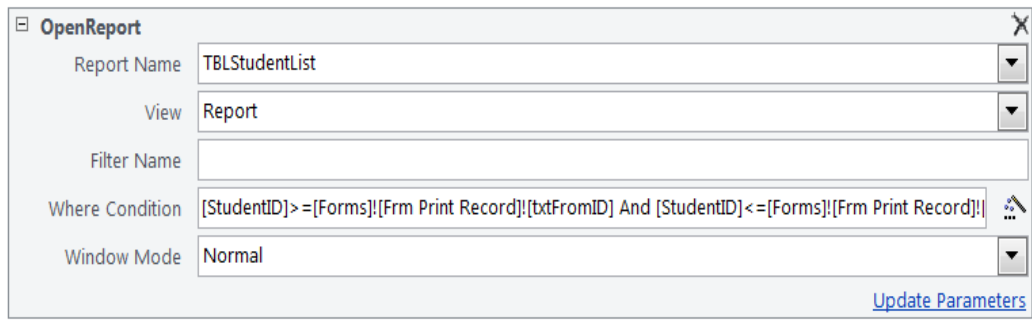 OpenReport
Report Name TBLStudentList
View Report
Filter Name
Where Condition [StudentID]>=[Forms]![Frm Print Record]![txtFromID] And [StudentID]<=[Forms]![Frm Print Record]!
Window Mode Normal
Update Parameters